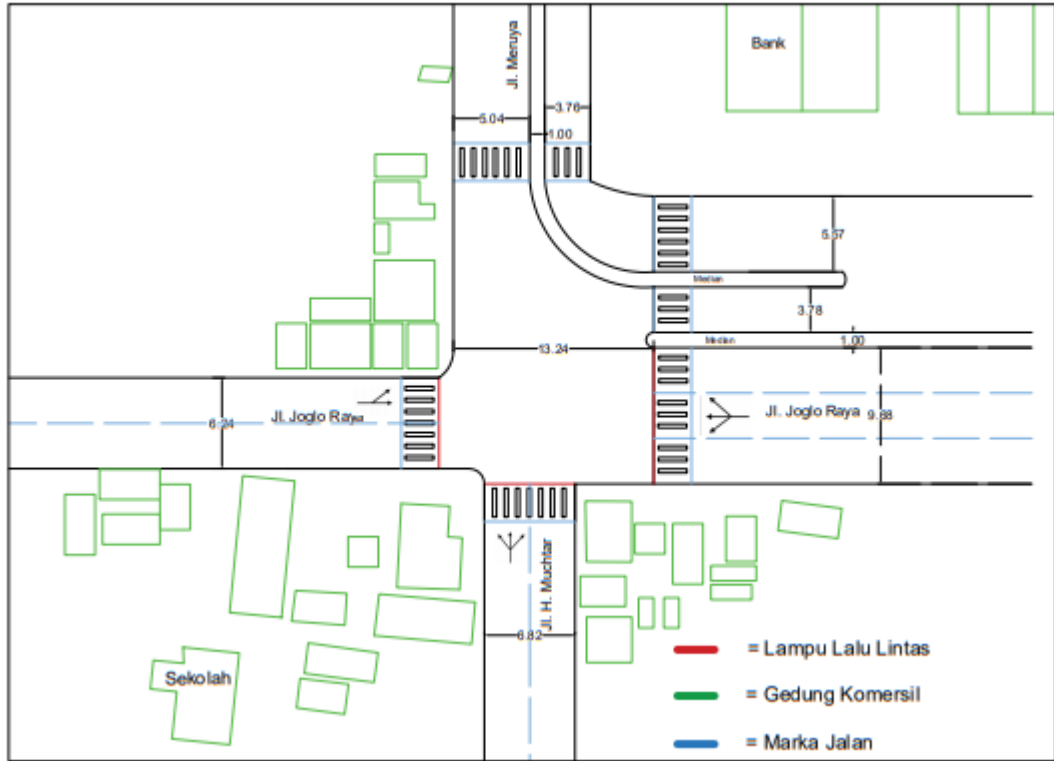 Bank
Jl. Meruya
3.76
5.04
1.00
5.57
Median
3.78
Median
1.00
13.24
Jl. Joglo Raya
6.24
Jl. Joglo Raya
9.68
Jl. H. Muchtar
6.82
Sekolah
= Lampu Lalu Lintas
= Gedung Komersil
= Marka Jalan